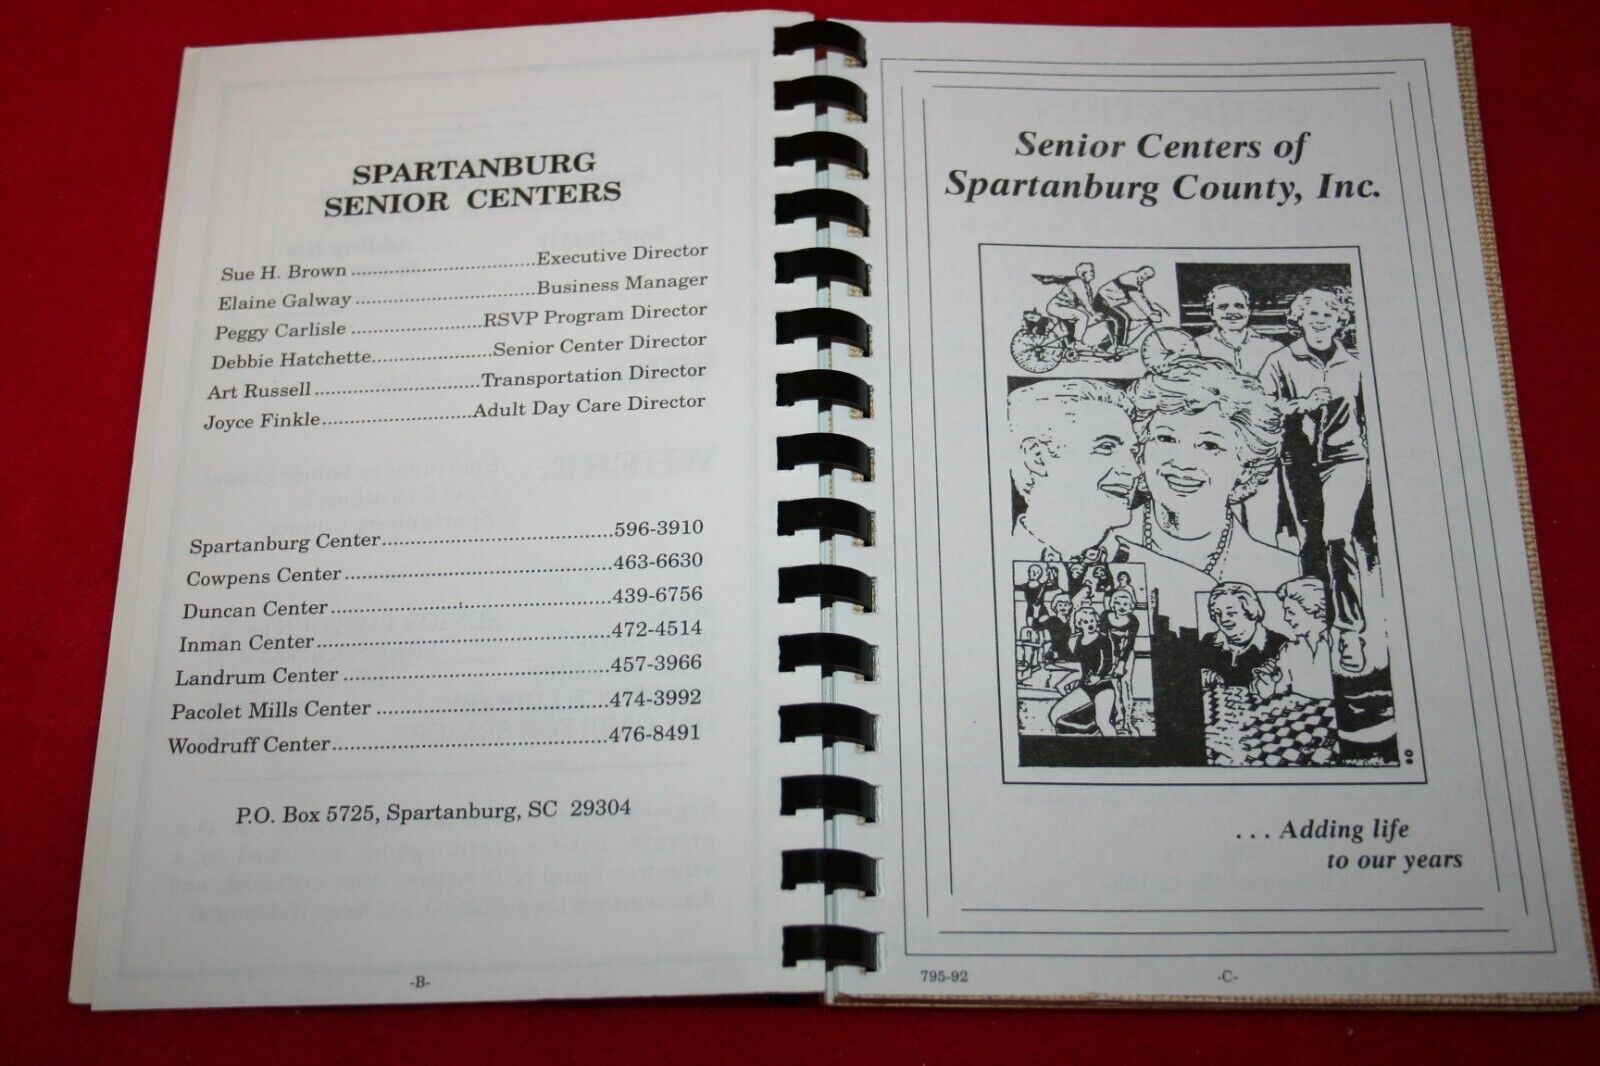 SPARTANBURG
SENIOR CENTERS
Sue H. Brown ..............................Executive Director
Elaine Galway ..............................Business Manager
Peggy Carlisle ......................RSVP Program Director
Debbie Hatchette....................Senior Center Director
Art Russell ...........................Transportation Director
Joyce Finkle.........................Adult Day Care Director
Spartanburg Center.....................................596-3910
Cowpens Center ...........................................463-6630
Duncan Center .............................................439-6756
Inman Center ...............................................472-4514
Landrum Center ...........................................457-3966
Pacolet Mills Center .....................................474-3992
Woodruff Center............................................476-8491
P.O. Box 5725, Spartanburg, SC 29304
-B-
Senior Centers of
Spartanburg County, Inc.
. . . Adding life
to our years
795-92
-C-